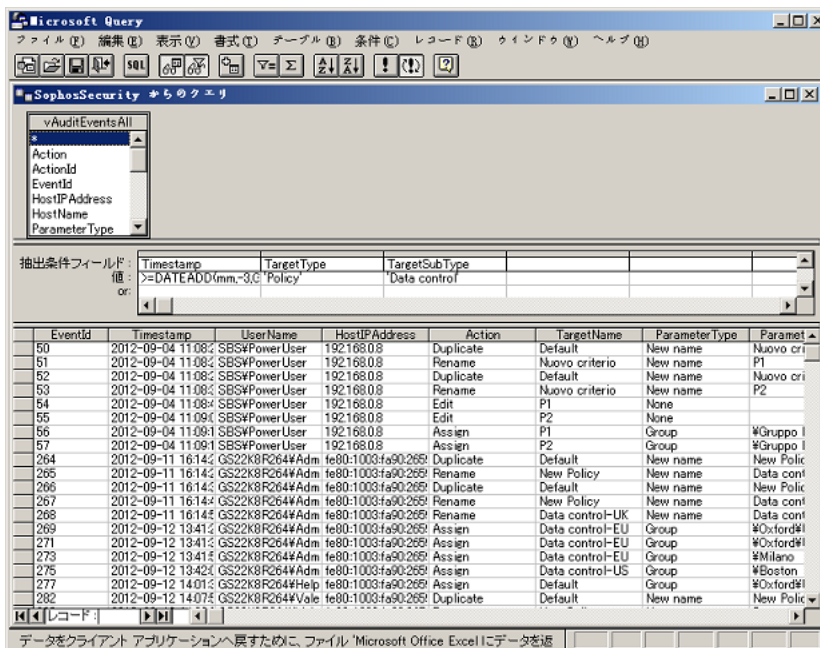 Microsoft Query
ファイル(F) 編集(E) 表示(V) 書式(T) テーブル(B) 条件(C) レコード(R) ウインドウ(W) ヘルプ(H)
SQL
SophosSecurity からのクエリ
vAuditEventsAll
*
Action
ActionId
EventId
HostIPAddress
HostName
ParameterType
抽出条件フィールド: Timestamp TargetType TargetSubType
値: >=DATEADD(mm,-3,G 'Policy' 'Data control'
or:
EventId Timestamp UserName HostIPAddress Action TargetName ParameterType Paramet
50 2012-09-04 11:08:2 SBS¥PowerUser 192.168.0.8 Duplicate Default New name Nuovo cri
51 2012-09-04 11:08:2 SBS¥PowerUser 192.168.0.8 Rename Nuovo criterio New name P1
52 2012-09-04 11:08:2 SBS¥PowerUser 192.168.0.8 Duplicate Default New name Nuovo cri
53 2012-09-04 11:08:3 SBS¥PowerUser 192.168.0.8 Rename Nuovo criterio New name P2
54 2012-09-04 11:08:4 SBS¥PowerUser 192.168.0.8 Edit P1 None
55 2012-09-04 11:09:0 SBS¥PowerUser 192.168.0.8 Edit P2 None
56 2012-09-04 11:09:1 SBS¥PowerUser 192.168.0.8 Assign P1 Group ¥Gruppo
57 2012-09-04 11:09:1 SBS¥PowerUser 192.168.0.8 Assign P2 Group ¥Gruppo
264 2012-09-11 16:14:2 GS22K8R264¥Adm fe80:1003:fa90:265 Duplicate Default New name New Polic
265 2012-09-11 16:14:2 GS22K8R264¥Adm fe80:1003:fa90:265 Rename New Policy New name Data cont
266 2012-09-11 16:14:3 GS22K8R264¥Adm fe80:1003:fa90:265 Duplicate Default New name New Polic
267 2012-09-11 16:14:4 GS22K8R264¥Adm fe80:1003:fa90:265 Rename New Policy New name Data cont
268 2012-09-11 16:14:5 GS22K8R264¥Adm fe80:1003:fa90:265 Rename Data control-UK New name Data cont
269 2012-09-12 13:41:2 GS22K8R264¥Adm fe80:1003:fa90:265 Assign Data control-EU Group ¥Oxford¥
271 2012-09-12 13:41:3 GS22K8R264¥Adm fe80:1003:fa90:265 Assign Data control-EU Group ¥Oxford¥
273 2012-09-12 13:41:5 GS22K8R264¥Adm fe80:1003:fa90:265 Assign Data control-EU Group ¥Milano
275 2012-09-12 13:42:0 GS22K8R264¥Adm fe80:1003:fa90:265 Assign Data control-US Group ¥Boston
277 2012-09-12 14:01:3 GS22K8R264¥Help fe80:1003:fa90:265 Assign Default Group ¥Oxford¥
282 2012-09-12 14:07:5 GS22K8R264¥Vale fe80:1003:fa90:265 Duplicate Default New name New Polic
レコード:
データをクライアント アプリケーションへ戻すために、ファイル 'Microsoft Office Excel にデータを返